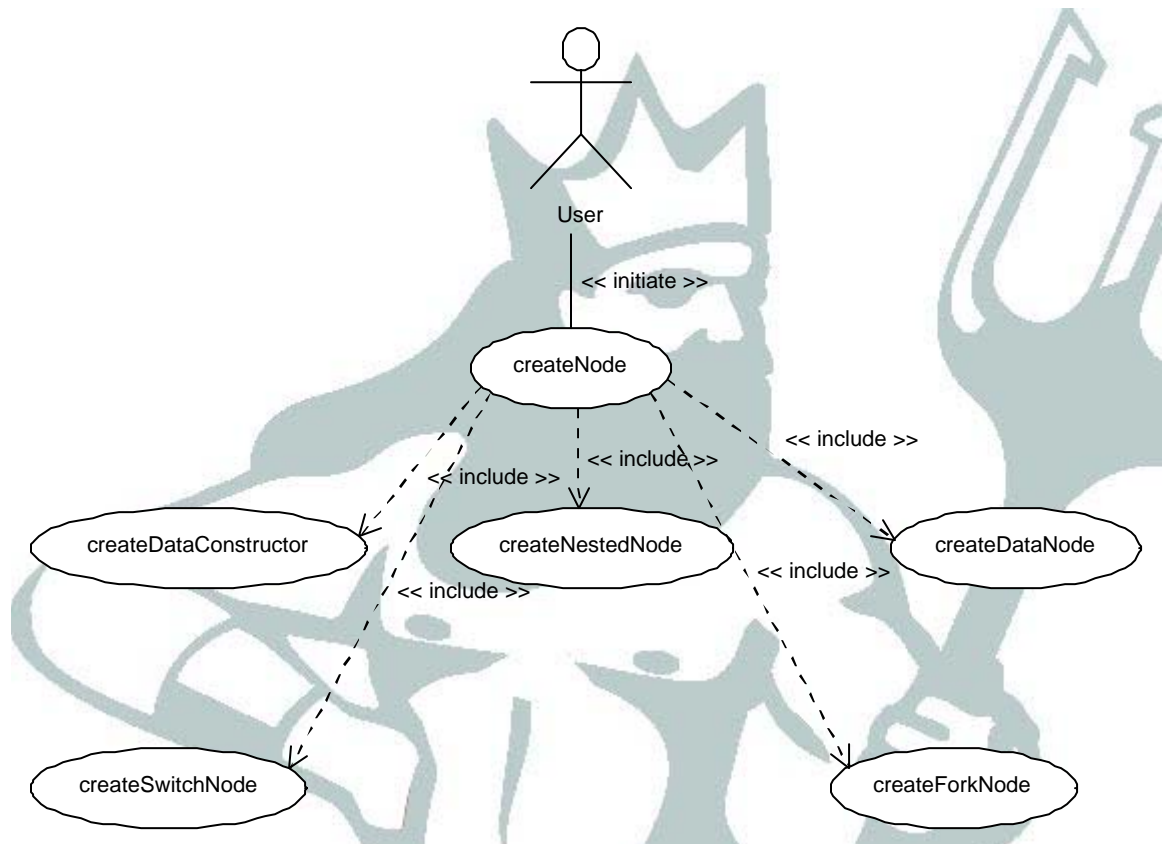 User
<< initiate >>
createNode
<< include >>
<< include >>
<< include >>
createDataConstructor
createNestedNode
createDataNode
<< include >>
<< include >>
createSwitchNode
createForkNode